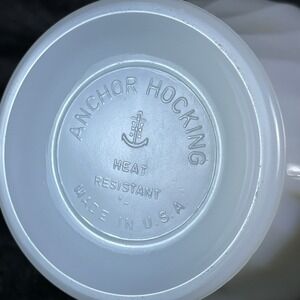 ANCHOR HOCKING
HEAT
RESISTANT
MADE IN U.S.A